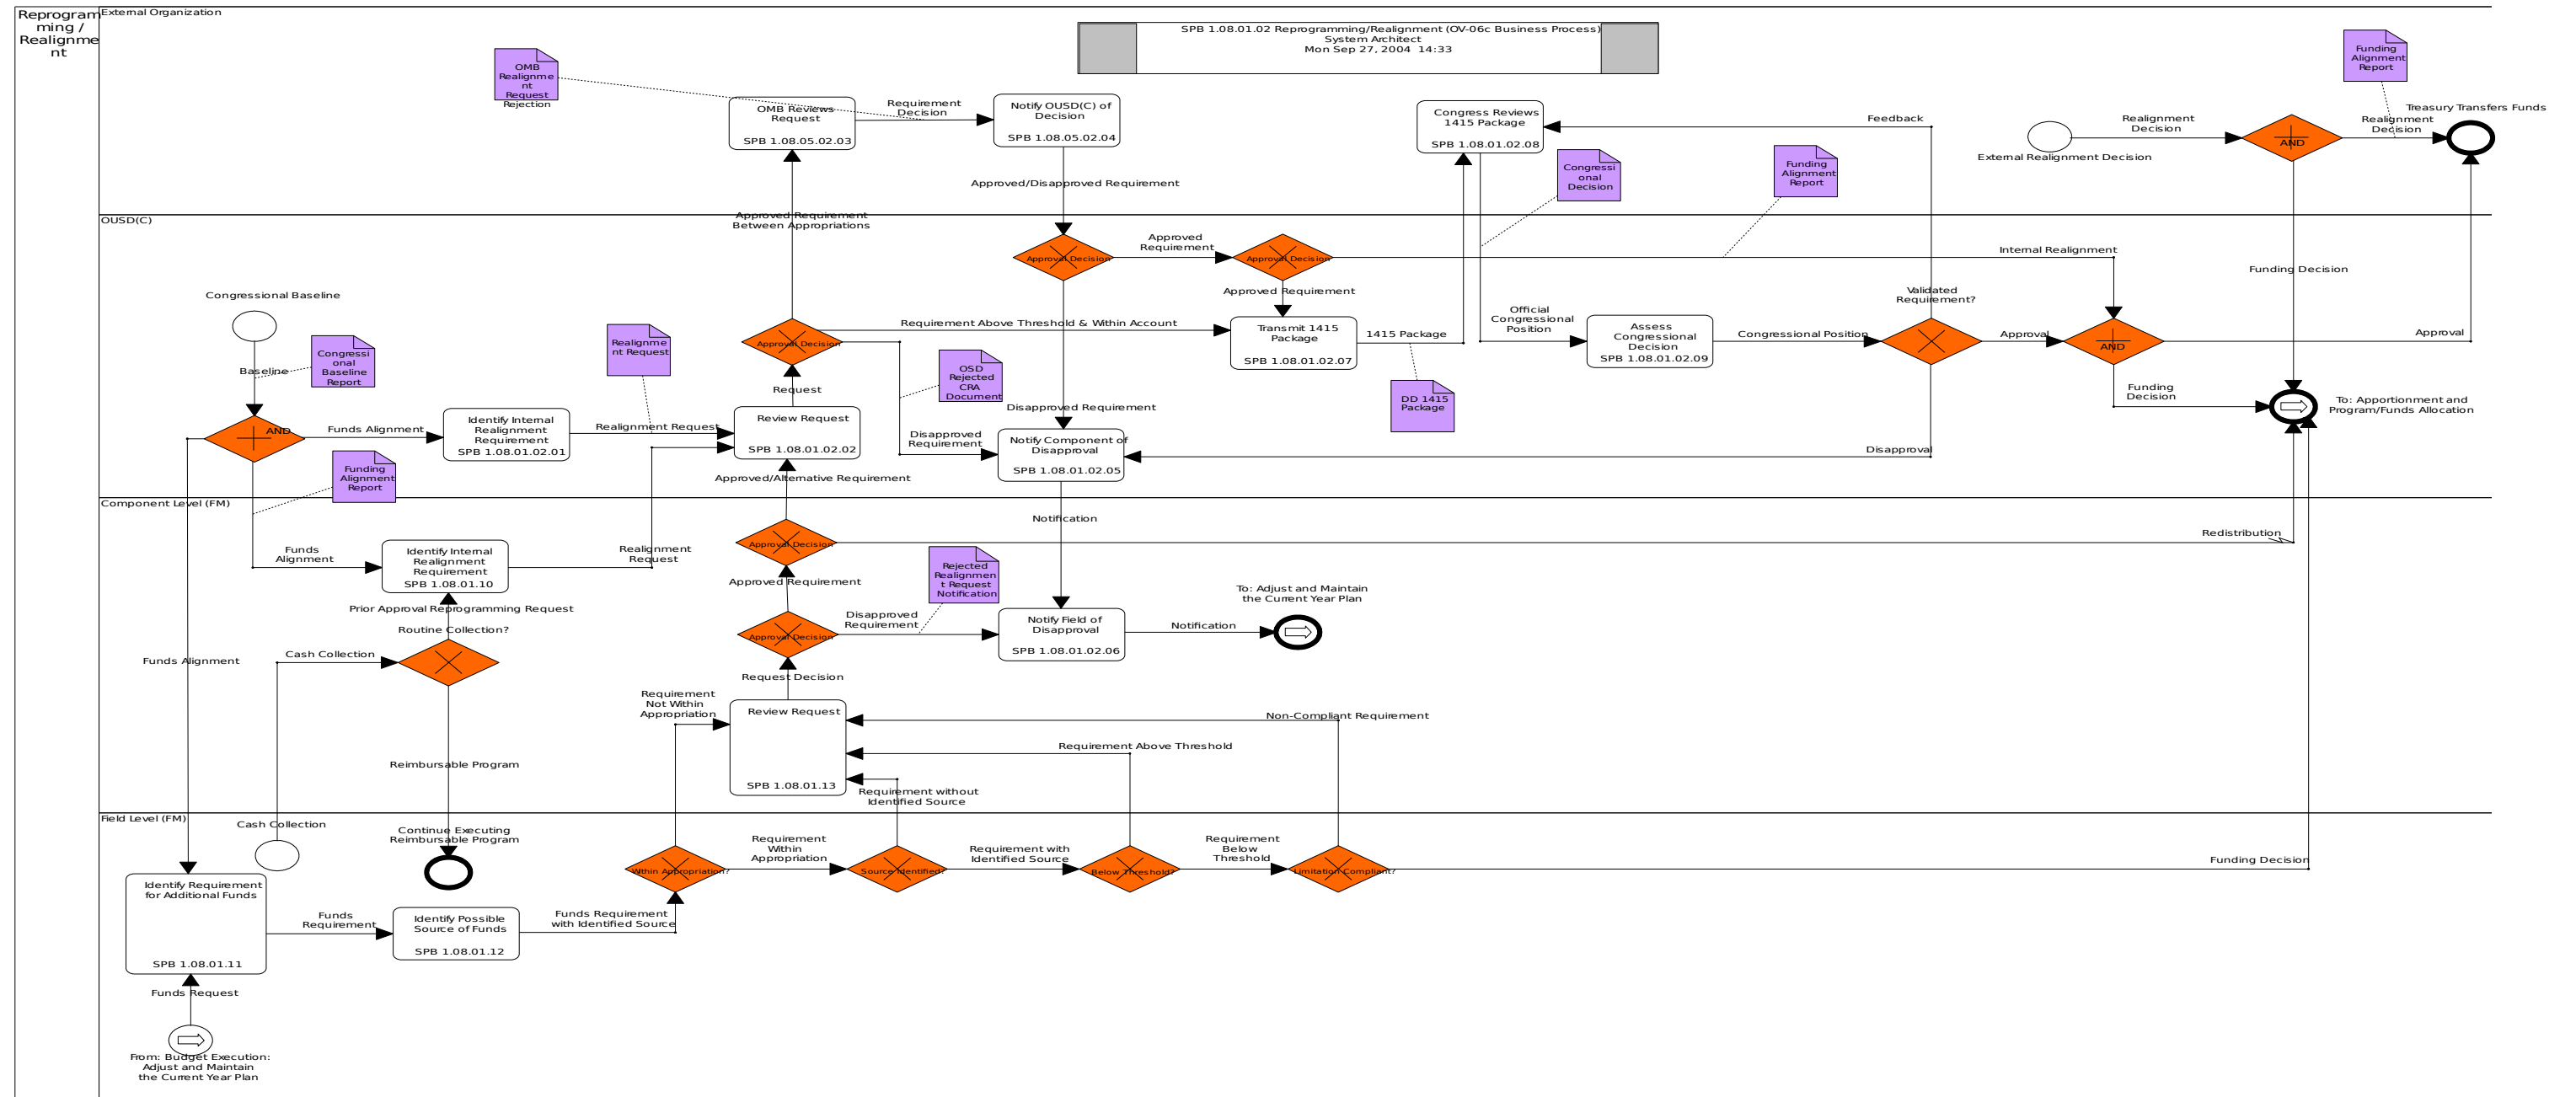 Reprogram
ming /
Realignme
nt
External Organization
SPB 1.08.01.02 Reprogramming/Realignment (OV-06c Business Process)
System Architect
Mon Sep 27, 2004  14:33
OMB
Realignme
nt
Request
Rejection
OMB Reviews
Request
SPB 1.08.05.02.03
Requirement
Decision
Notify OUSD(C) of
Decision
SPB 1.08.05.02.04
Congress Reviews
1415 Package
SPB 1.08.01.02.08
Feedback
Congressi
onal
Decision
Funding
Alignment
Report
External Realignment Decision
Realignment
Decision
AND
Funding
Alignment
Report
Realignment
Decision
Treasury Transfers Funds
Approved/Disapproved Requirement
OUSD(C)
Approved Requirement
Between Appropriations
Approval Decision
Approved
Requirement
Approval Decision
Internal Realignment
Funding Decision
Approved Requirement
Congressional Baseline
Congressi
onal
Baseline
Report
Baseline
AND
Funds Alignment
Identify Internal
Realignment
Requirement
SPB 1.08.01.02.01
Realignme
nt Request
Realignment Request
Approval Decision
Requirement Above Threshold & Within Account
Request
Review Request
SPB 1.08.01.02.02
OSD
Rejected
CRA
Document
Disapproved
Requirement
Disapproved Requirement
Notify Component of
Disapproval
SPB 1.08.01.02.05
Transmit 1415
Package
SPB 1.08.01.02.07
1415 Package
DD 1415
Package
Official
Congressional
Position
Assess
Congressional
Decision
SPB 1.08.01.02.09
Congressional Position
Validated
Requirement?
Approval
AND
Approval
Funding
Decision
To: Apportionment and
Program/Funds Allocation
Disapproval
Funding
Alignment
Report
Approved/Alternative Requirement
Component Level (FM)
Funds
Alignment
Identify Internal
Realignment
Requirement
SPB 1.08.01.10
Realignment
Request
Approval Decision
Notification
Redistribution
Approved Requirement
Rejected
Realignmen
t Request
Notification
Prior Approval Reprogramming Request
Routine Collection?
Cash Collection
Funds Alignment
Approval Decision
Disapproved
Requirement
Notify Field of
Disapproval
SPB 1.08.01.02.06
Notification
To: Adjust and Maintain
the Current Year Plan
Request Decision
Requirement
Not Within
Appropriation
Review Request
SPB 1.08.01.13
Non-Compliant Requirement
Requirement Above Threshold
Requirement without
Identified Source
Reimbursable Program
Field Level (FM)
Cash Collection
Continue Executing
Reimbursable Program
Identify Requirement
for Additional Funds
SPB 1.08.01.11
Funds
Requirement
Identify Possible
Source of Funds
SPB 1.08.01.12
Funds Requirement
with Identified Source
Wthin Appropriation?
Requirement
Within
Appropriation
Source Identified?
Requirement with
Identified Source
Below Threshold?
Requirement
Below
Threshold
Limitation Compliant?
Funding Decision
Funds Request
From: Budget Execution:
Adjust and Maintain
the Current Year Plan